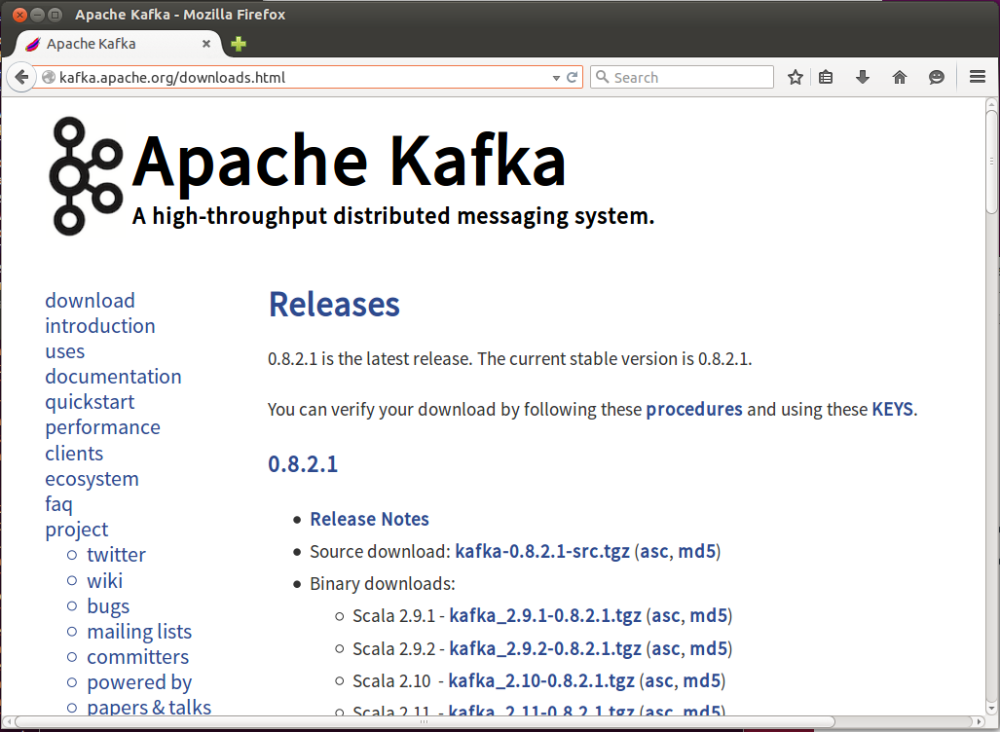 Apache Kafka - Mozilla Firefox
Apache Kafka
kafka.apache.org/downloads.html
Search
Apache Kafka
A high-throughput distributed messaging system.
download
introduction
uses
documentation
quickstart
performance
clients
ecosystem
faq
project
twitter
wiki
bugs
mailing lists
committers
powered by
papers & talks
Releases
0.8.2.1 is the latest release. The current stable version is 0.8.2.1.
You can verify your download by following these procedures and using these KEYS.
0.8.2.1
Release Notes
Source download: kafka-0.8.2.1-src.tgz (asc, md5)
Binary downloads:
Scala 2.9.1 - kafka_2.9.1-0.8.2.1.tgz (asc, md5)
Scala 2.9.2 - kafka_2.9.2-0.8.2.1.tgz (asc, md5)
Scala 2.10 - kafka_2.10-0.8.2.1.tgz (asc, md5)
Scala 2.11 - kafka_2.11-0.8.2.1.tgz (asc, md5)